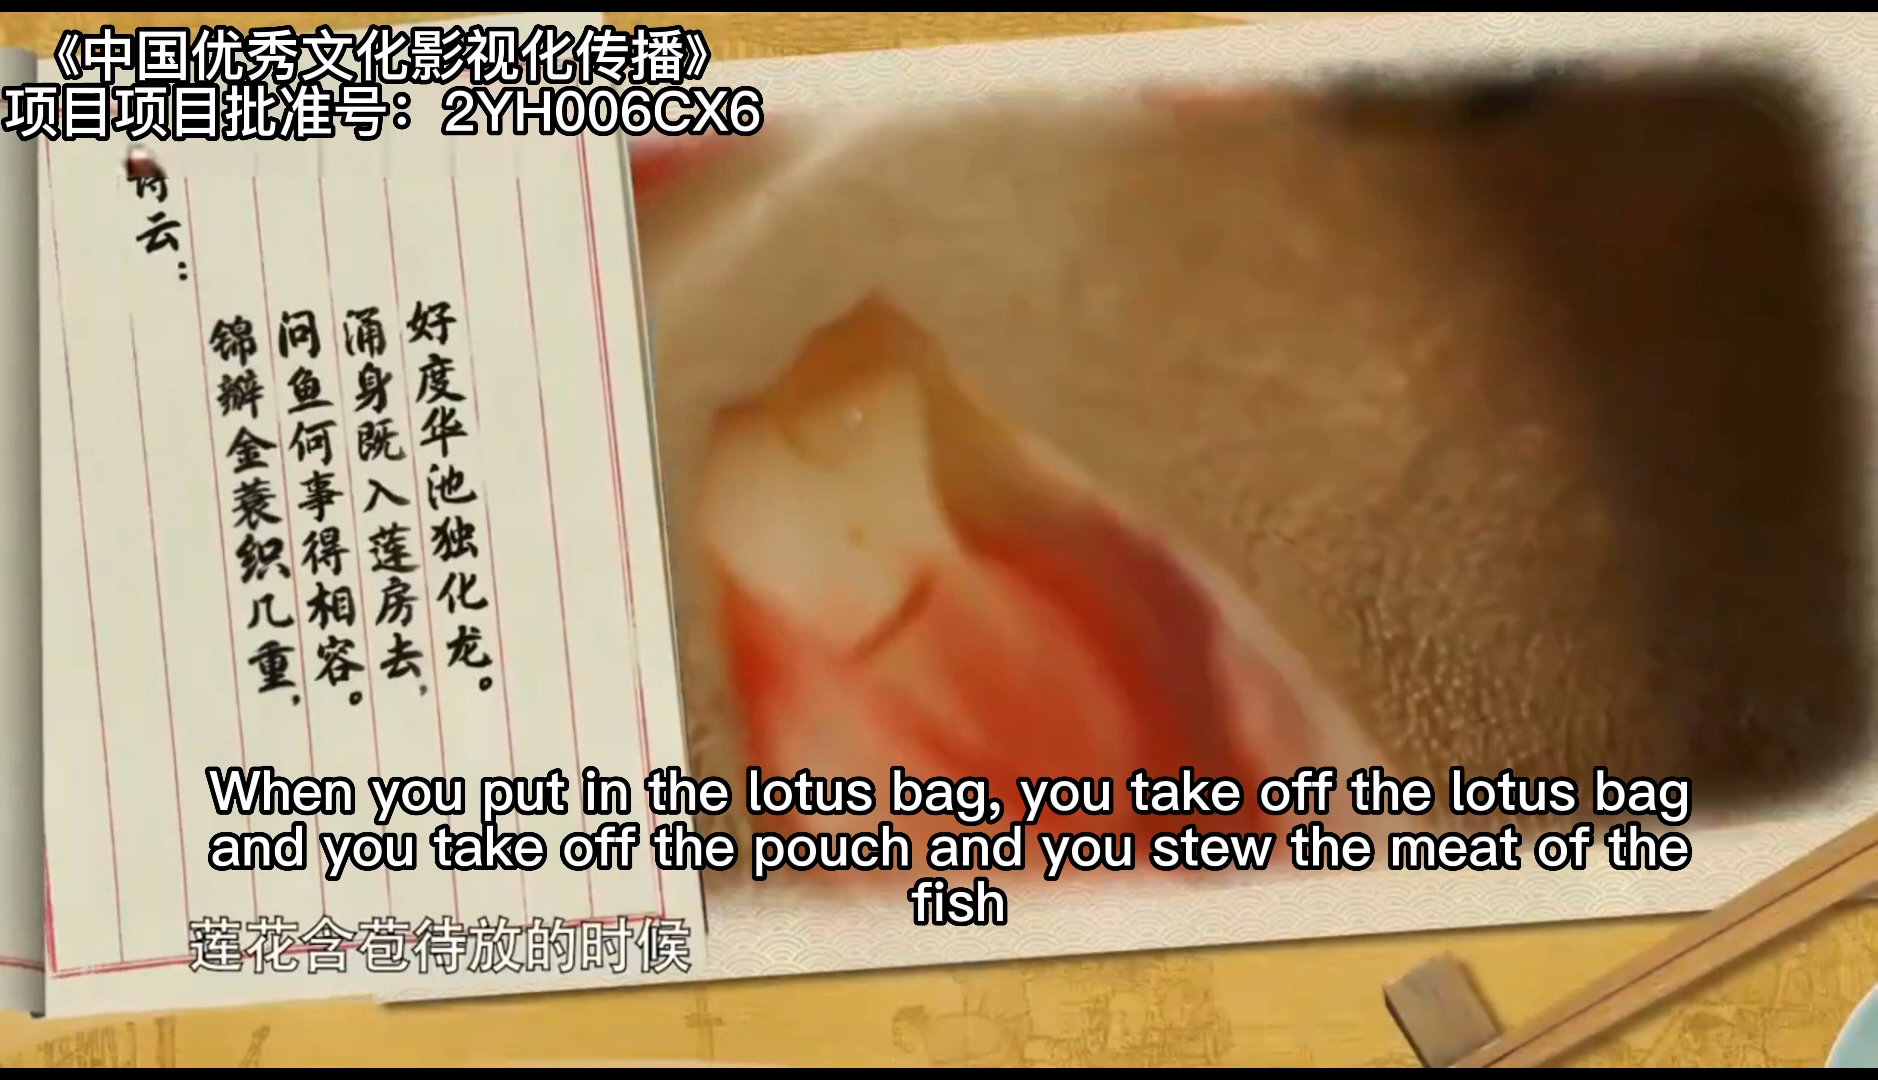 《中国优秀文化影视化传播》
项目项目批准号：2YH006CX6
诗云：
锦瓣金蓑织几重，
问鱼何事得相容。
涌身既入莲房去，
好度华池独化龙。
When you put in the lotus bag, you take off the lotus bag
and you take off the pouch and you stew the meat of the
fish
莲花含苞待放的时候